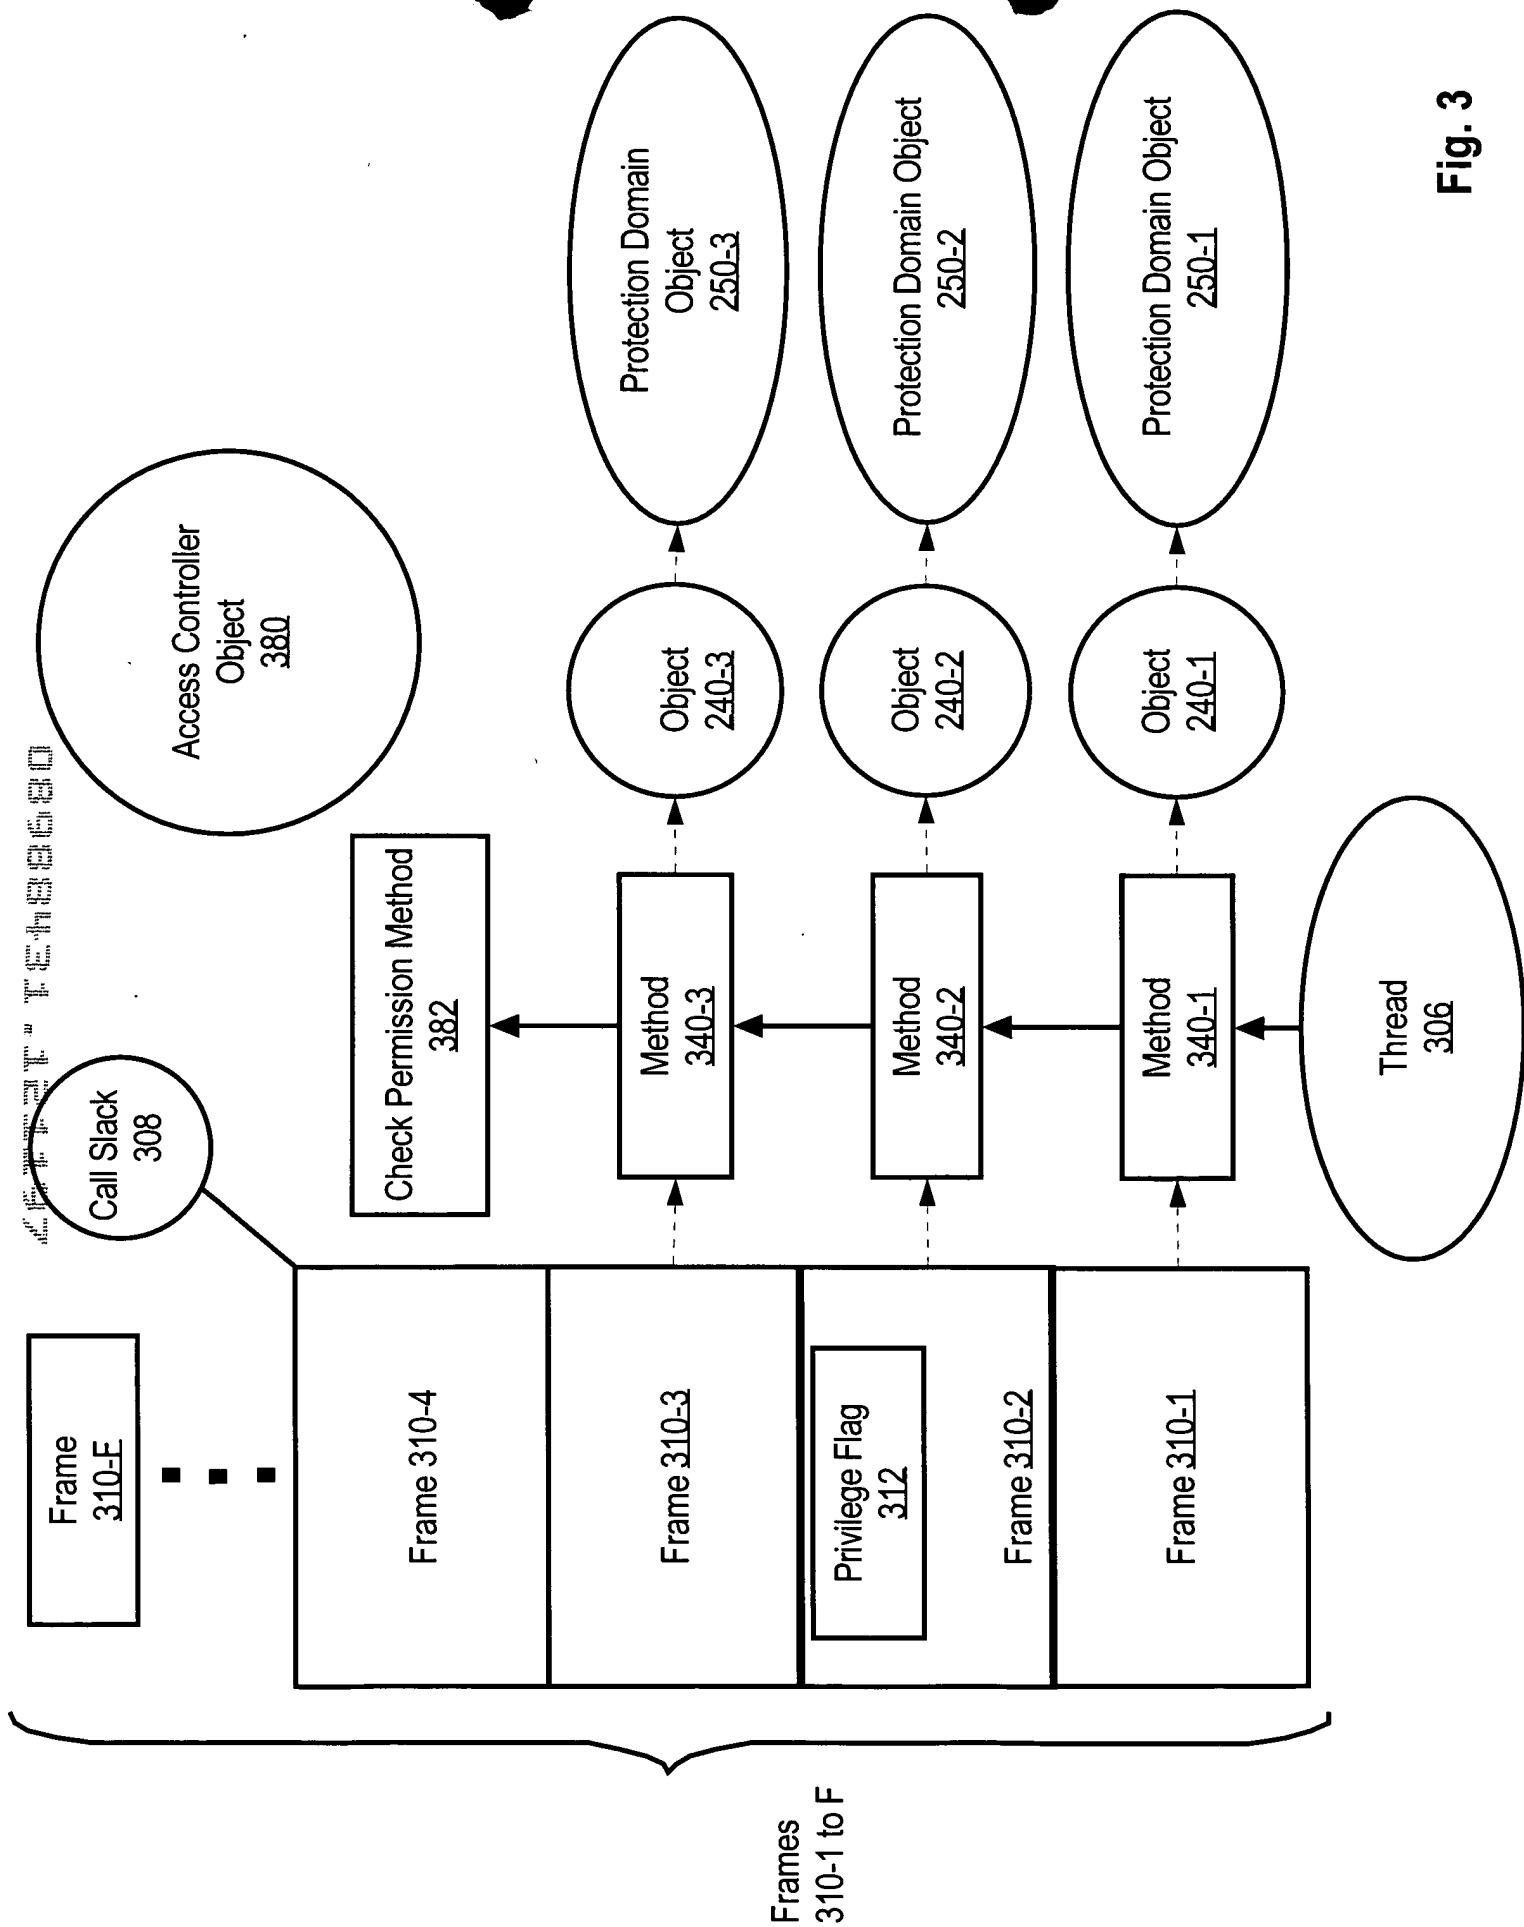 08988431.121197
Frame
310-F
Call Slack
308
Access Controller
Object
380
Frame 310-4
Check Permission Method
382
Frame 310-3
Method
340-3
Object
240-3
Protection Domain
Object
250-3
Frames
310-1 to F
Privilege Flag
312
Frame 310-2
Method
340-2
Object
240-2
Protection Domain Object
250-2
Frame 310-1
Method
340-1
Object
240-1
Protection Domain Object
250-1
Thread
306
Fig. 3